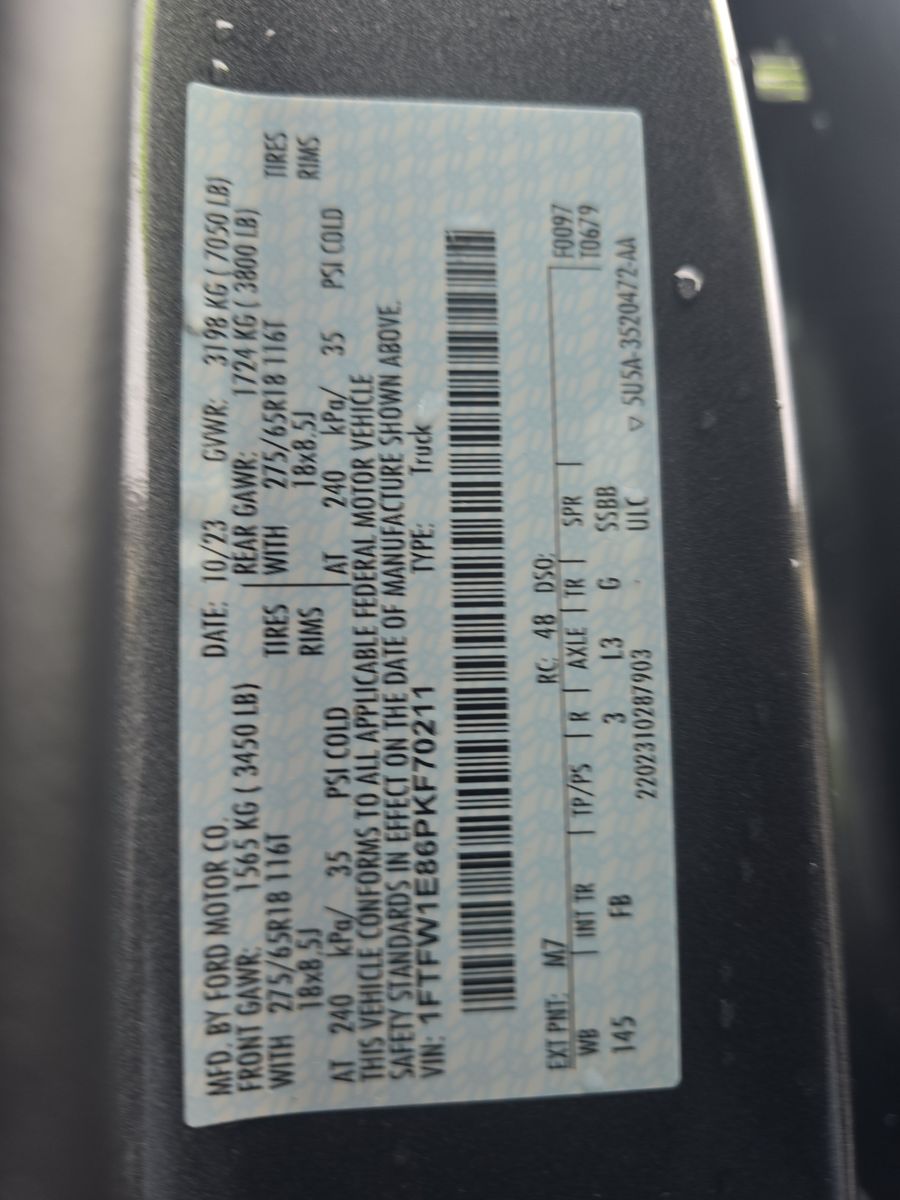 MFD. BY FORD MOTOR CO. DATE: 10/23 GVWR: 3198 KG ( 7050 LB)
FRONT GAWR: 1565 KG ( 3450 LB) REAR GAWR: 1724 KG ( 3800 LB)
WITH 275/65R18 116T TIRES WITH 275/65R18 116T TIRES
18x8.5J RIMS 18x8.5J RIMS
AT 240 kPa/ 35 PSI COLD AT 240 kPa/ 35 PSI COLD
THIS VEHICLE CONFORMS TO ALL APPLICABLE FEDERAL MOTOR VEHICLE
SAFETY STANDARDS IN EFFECT ON THE DATE OF MANUFACTURE SHOWN ABOVE.
VIN: 1FTFW1E86PKF70211 TYPE: Truck
EXT PNT: M7 RC: 48 DSO: F0097
WB INT TR TP/PS R AXLE TR SPR T0679
145 FB 3 L3 G SSBB
2202310287903 ULC ▽ SU5A-3520472-AA